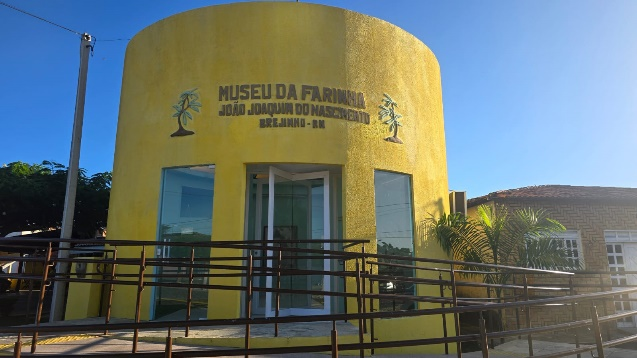 MUSEU DA FARINHA
JOÃO JOAQUIM DO NASCIMENTO
BREJINHO - RN